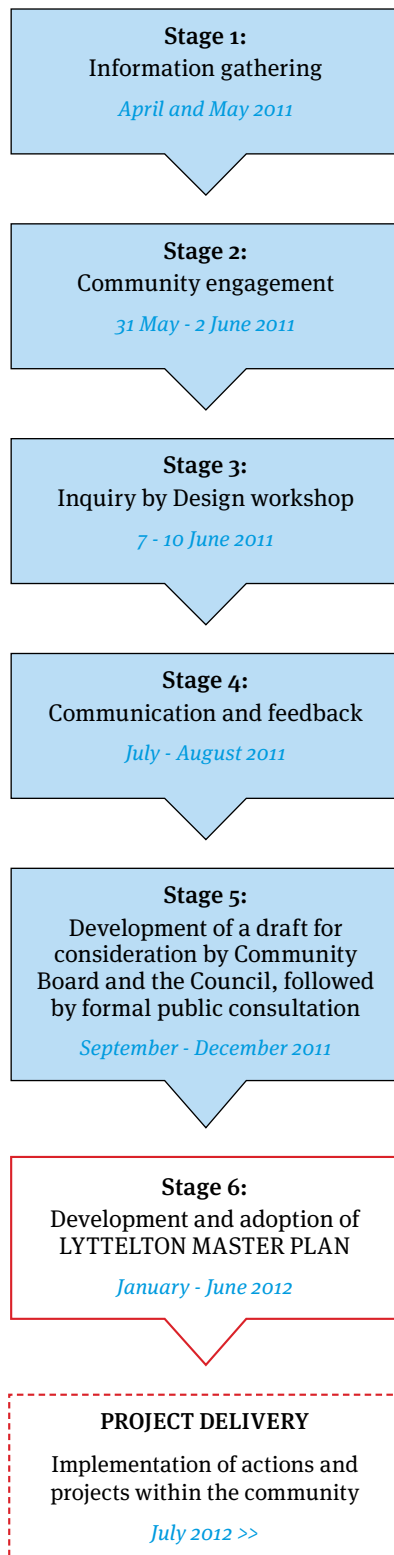 Stage 1:
Information gathering
April and May 2011
Stage 2:
Community engagement
31 May - 2 June 2011
Stage 3:
Inquiry by Design workshop
7 - 10 June 2011
Stage 4:
Communication and feedback
July - August 2011
Stage 5:
Development of a draft for
consideration by Community
Board and the Council, followed
by formal public consultation
September - December 2011
Stage 6:
Development and adoption of
LYTTELTON MASTER PLAN
January - June 2012
PROJECT DELIVERY
Implementation of actions and
projects within the community
July 2012 >>